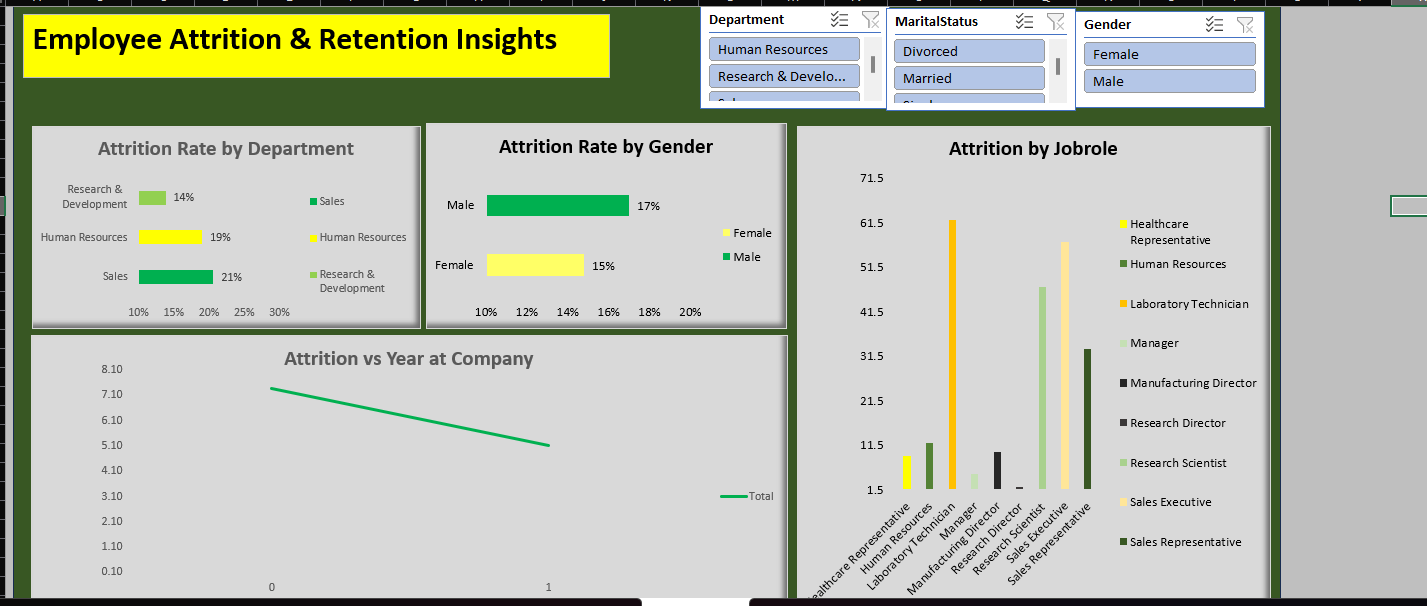 Employee Attrition & Retention Insights
Department
Human Resources
Research & Develo...
MaritalStatus
Divorced
Married
Gender
Female
Male
Attrition Rate by Department
Research &
Development
14%
Human Resources
19%
Sales
21%
10% 15% 20% 25% 30%
Sales
Human Resources
Research &
Development
Attrition Rate by Gender
Male
17%
Female
15%
10% 12% 14% 16% 18% 20%
Female
Male
Attrition by Jobrole
71.5
61.5
51.5
41.5
31.5
21.5
11.5
1.5
Healthcare Representative
Human Resources
Laboratory Technician
Manager
Manufacturing Director
Research Director
Research Scientist
Sales Executive
Sales Representative
Healthcare
Representative
Human Resources
Laboratory Technician
Manager
Manufacturing Director
Research Director
Research Scientist
Sales Executive
Sales Representative
Attrition vs Year at Company
8.10
7.10
6.10
5.10
4.10
3.10
2.10
1.10
0.10
0 1
Total